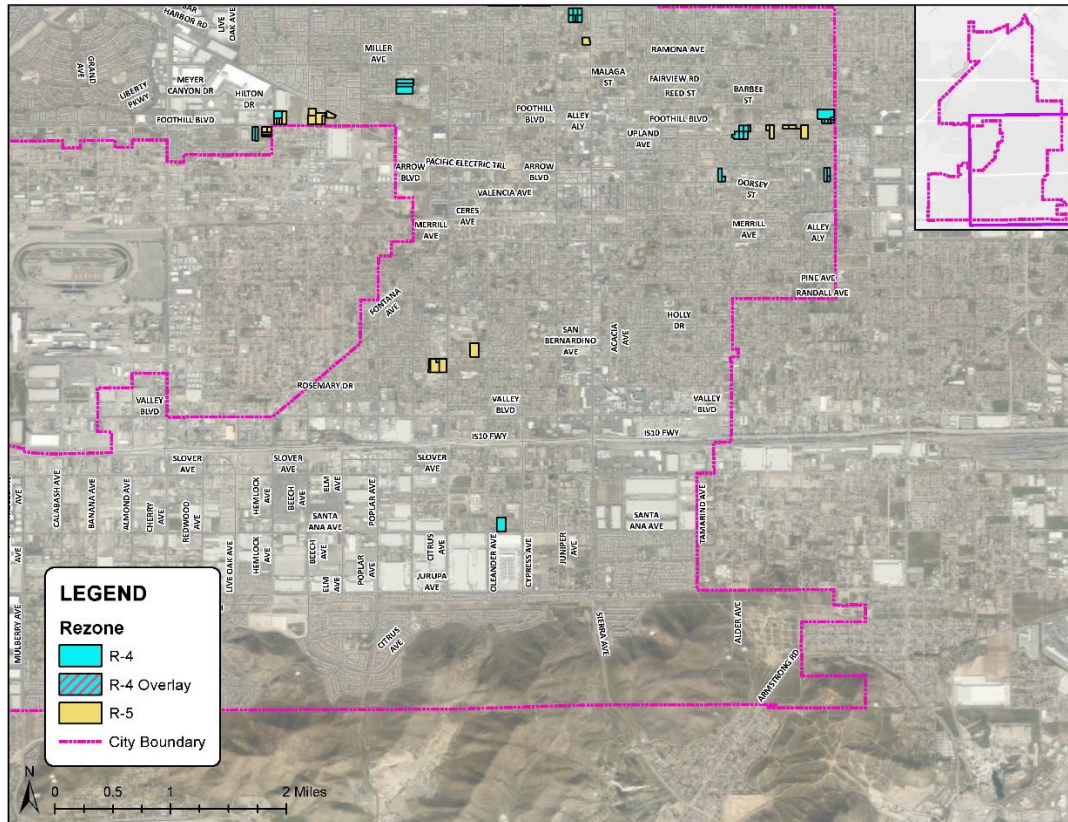 BAR
HARBOR RD
LIVE
OAK AVE
MILLER
AVE
RAMONA AVE
GRAND
AVE
LIBERTY
PKWY
MEYER
CANYON DR
HILTON
DR
MALAGA
ST
FAIRVIEW RD
REED ST
BARBEE
ST
FOOTHILL BLVD
FOOTHILL
BLVD
ALLEY
ALY
FOOTHILL BLVD
UPLAND
AVE
ARROW
BLVD
PACIFIC ELECTRIC TRL
ARROW
BLVD
VALENCIA AVE
DORSEY
ST
CERES
AVE
MERRILL
AVE
MERRILL
AVE
ALLEY
ALY
PINE AVE
RANDALL AVE
FONTANA
AVE
HOLLY
DR
SAN
BERNARDINO
AVE
ACACIA
AVE
ROSEMARY DR
VALLEY
BLVD
VALLEY
BLVD
VALLEY
BLVD
IS10 FWY
IS10 FWY
SLOVER
AVE
SLOVER
AVE
SLOVER
AVE
AVE
CALABASH AVE
BANANA AVE
ALMOND AVE
CHERRY
AVE
REDWOOD
AVE
HEMLOCK
AVE
BEECH
AVE
ELM
AVE
POPLAR AVE
SANTA
ANA AVE
SANTA
ANA AVE
TAMARIND AVE
AVE
LIVE OAK AVE
HEMLOCK
AVE
BEECH
AVE
ELM
AVE
POPLAR
AVE
CITRUS
AVE
JURUPA
AVE
OLEANDER AVE
CYPRESS AVE
JUNIPER
AVE
MULBERRY AVE
CITRUS
AVE
SIERRA AVE
ALDER AVE
ARMSTRONG RD
LEGEND
Rezone
R-4
R-4 Overlay
R-5
City Boundary
N
0 0.5 1 2 Miles